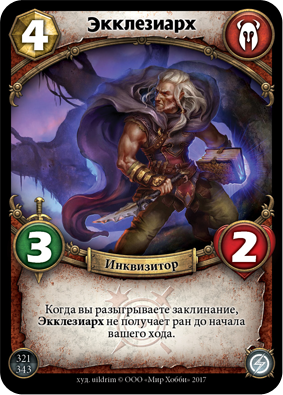 4
Экклезиарх
3
2
Инквизитор
Когда вы разыгрываете заклинание,
Экклезиарх не получает ран до начала
вашего хода.
321
343
худ. uildrim © ООО «Мир Хобби» 2017